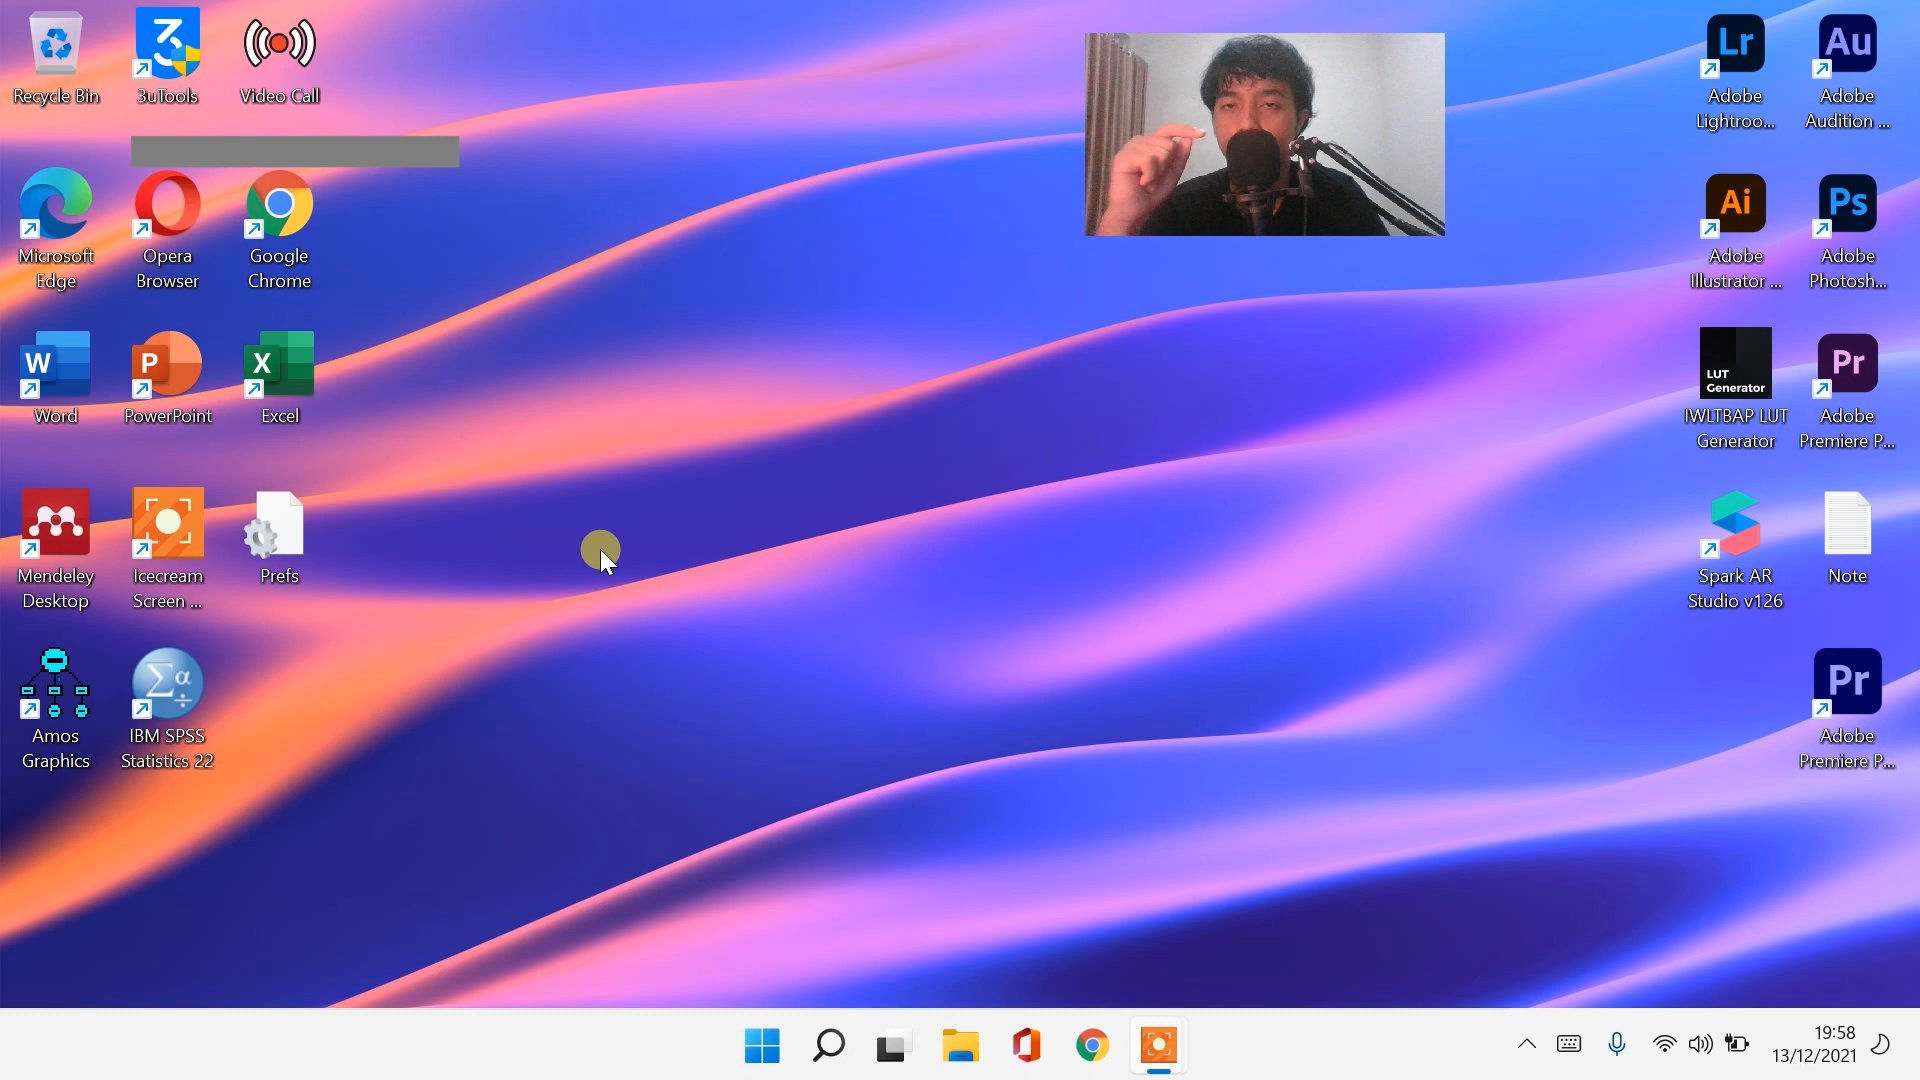 Recycle Bin
3uTools
Video Call
Microsoft
Edge
Opera
Browser
Google
Chrome
W
Word
P
PowerPoint
X
Excel
Mendeley
Desktop
Icecream
Screen ...
Prefs
Amos
Graphics
Σα
÷
IBM SPSS
Statistics 22
Lr
Adobe
Lightroo...
Au
Adobe
Audition ...
Ai
Adobe
Illustrator ...
Ps
Adobe
Photosh...
LUT
Generator
IWLTBAP LUT
Generator
Pr
Adobe
Premiere P...
Spark AR
Studio v126
Note
Pr
Adobe
Premiere P...
19:58
13/12/2021